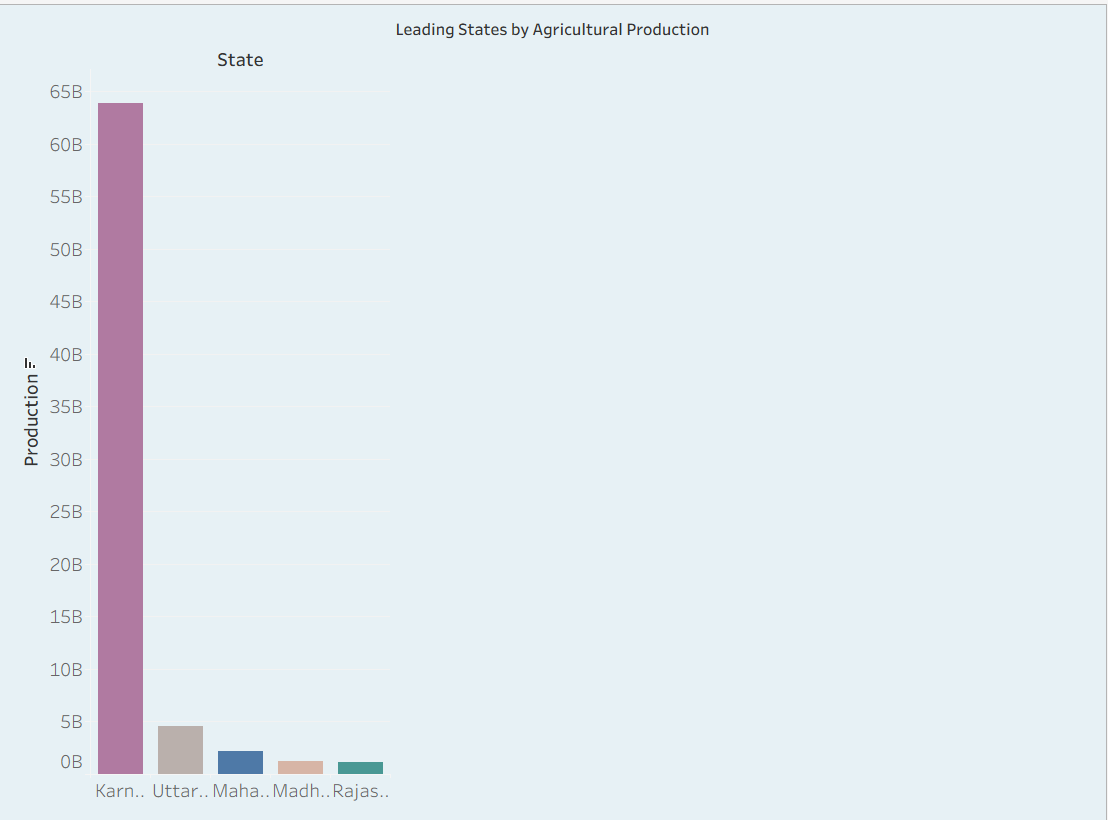 Leading States by Agricultural Production
State
65B
60B
55B
50B
45B
40B
35B
30B
25B
20B
15B
10B
5B
0B
Production
Karn.. Uttar.. Maha.. Madh.. Rajas..